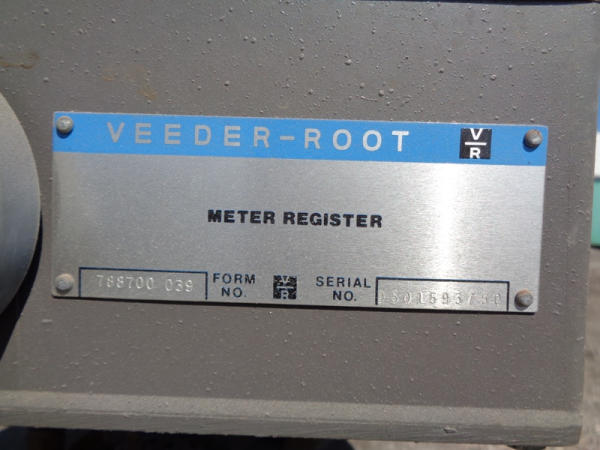 VEEDER-ROOT V/R
METER REGISTER
788700 039 FORM NO. V/R SERIAL NO.